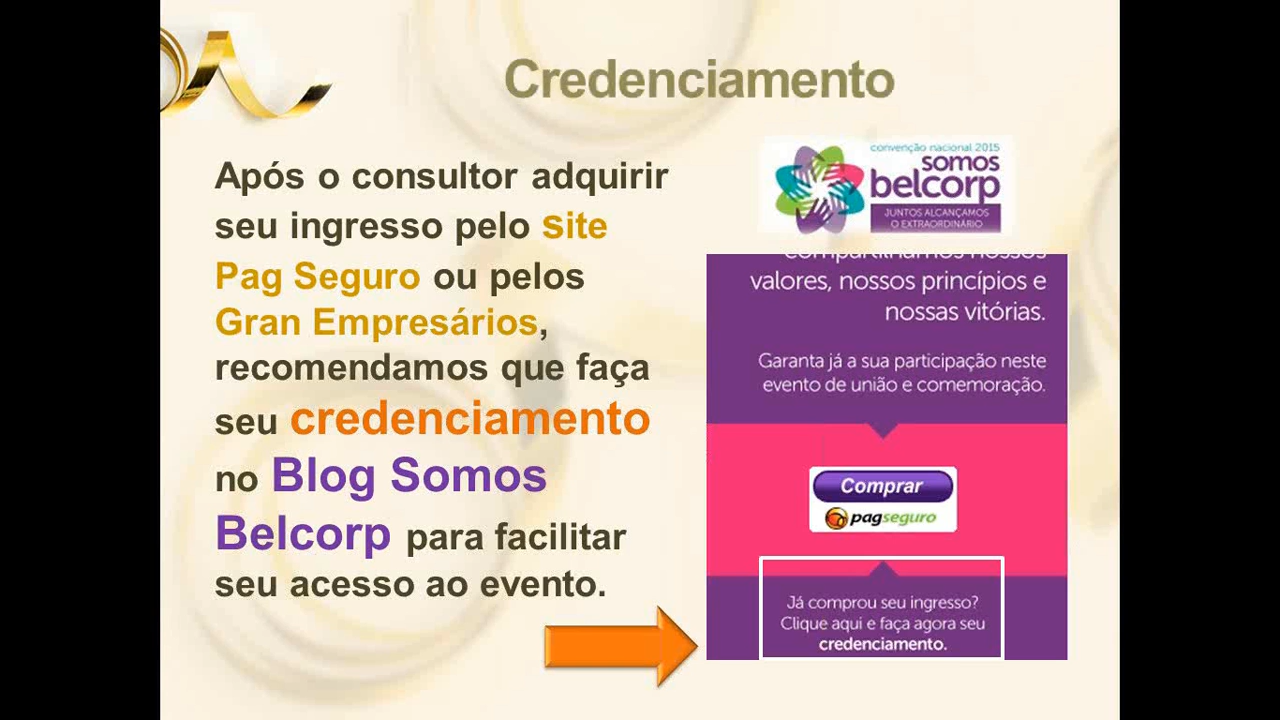 Credenciamento
Após o consultor adquirir
seu ingresso pelo site
Pag Seguro ou pelos
Gran Empresários,
recomendamos que faça
seu credenciamento
no Blog Somos
Belcorp para facilitar
seu acesso ao evento.
convenção nacional 2015
somos
belcorp
JUNTOS ALCANÇAMOS
O EXTRAORDINÁRIO
compartilhamos nossos
valores, nossos princípios e
nossas vitórias.
Garanta já a sua participação neste
evento de união e comemoração.
Comprar
pagseguro
Já comprou seu ingresso?
Clique aqui e faça agora seu
credenciamento.